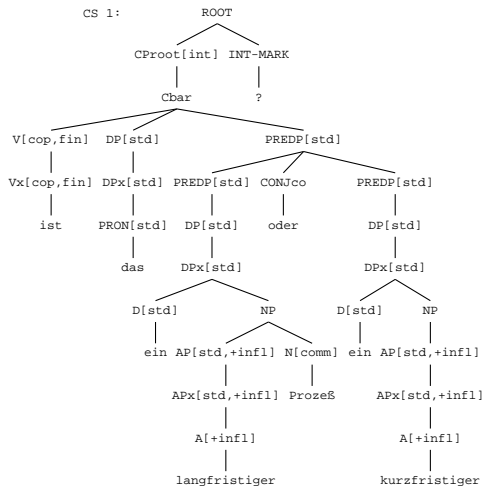 CS 1: ROOT
CProot[int] INT-MARK
Cbar ?
V[cop,fin] DP[std] PREDP[std]
Vx[cop,fin] DPx[std] PREDP[std] CONJco PREDP[std]
ist PRON[std] DP[std] oder DP[std]
das DPx[std] DPx[std]
D[std] NP D[std] NP
ein AP[std,+infl] N[comm] ein AP[std,+infl]
APx[std,+infl] Prozeß APx[std,+infl]
A[+infl] A[+infl]
langfristiger kurzfristiger